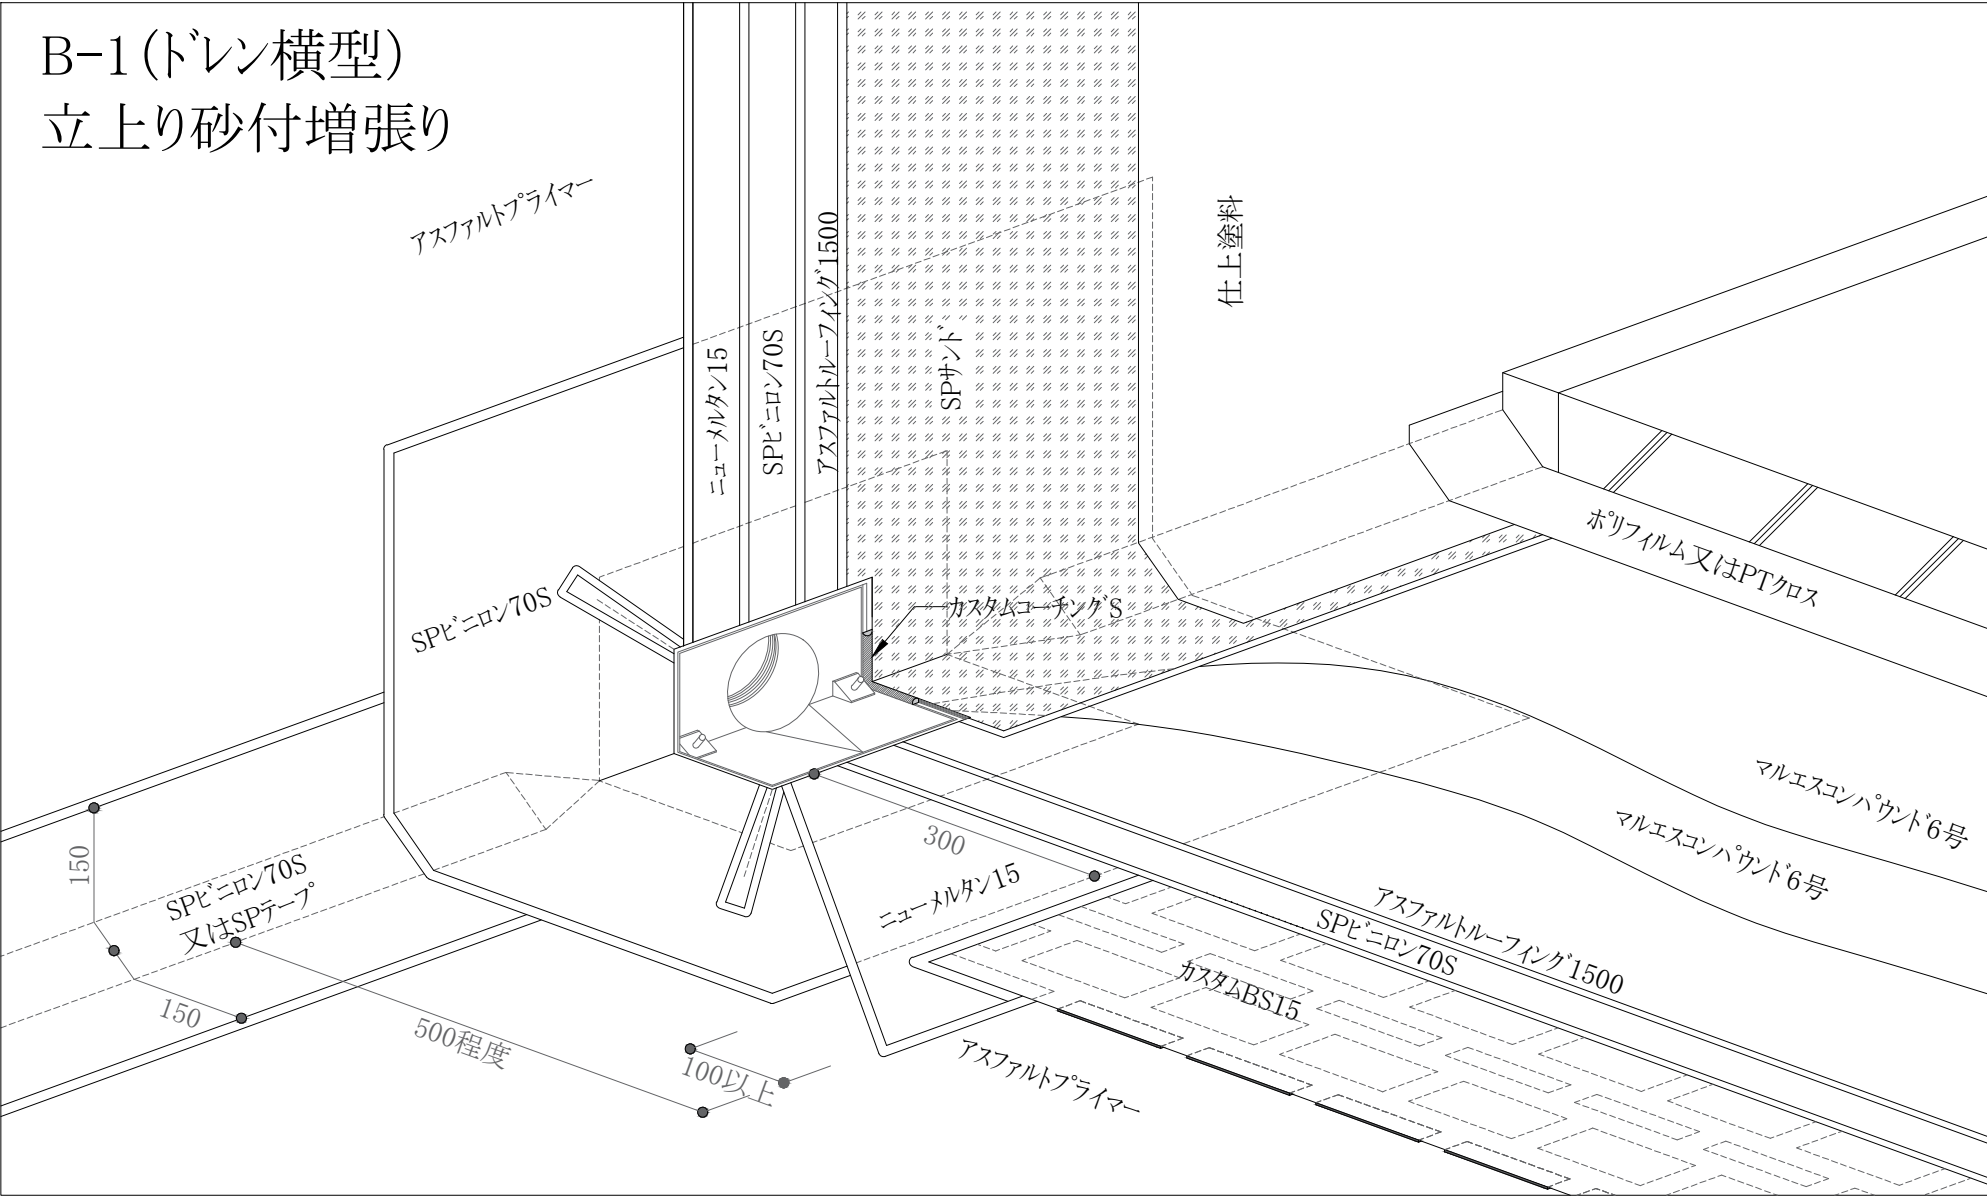 B-1(ドレン横型)
立上り砂付増張り
アスファルトプライマー
ニューメルタン15
SPビニロン70S
アスファルトルーフィング1500
SPサンド
仕上塗料
SPビニロン70S
カスタムコーチングS
ポリフィルム又はPTクロス
マルエスコンパウンド6号
マルエスコンパウンド6号
150
SPビニロン70S
又はSPテープ
300
ニューメルタン15
アスファルトルーフィング1500
SPビニロン70S
カスタムBS15
150
500程度
100以上
アスファルトプライマー